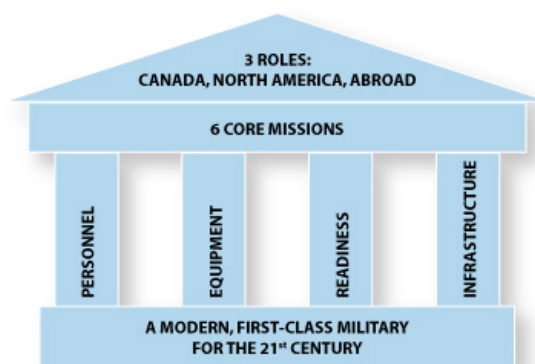 3 ROLES:
CANADA, NORTH AMERICA, ABROAD
6 CORE MISSIONS
PERSONNEL
EQUIPMENT
READINESS
INFRASTRUCTURE
A MODERN, FIRST-CLASS MILITARY
FOR THE 21st CENTURY